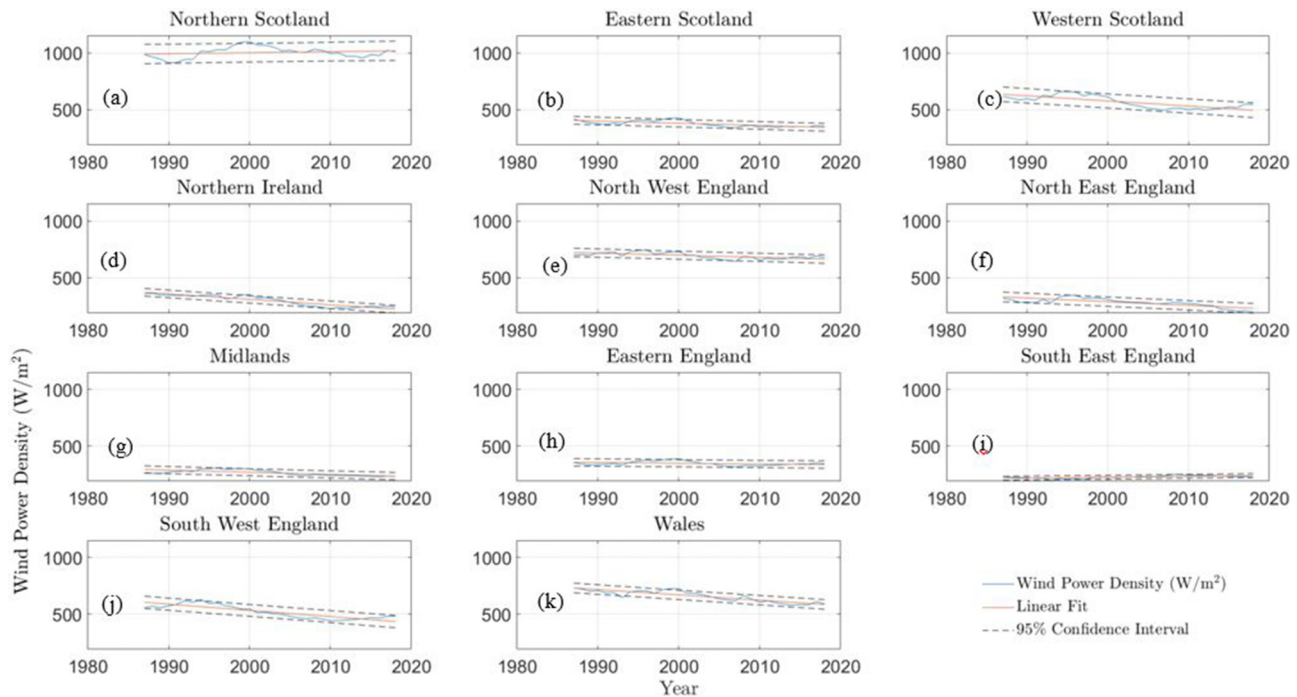 Northern Scotland
1000
500
(a)
1980 1990 2000 2010 2020
Eastern Scotland
1000
500
(b)
1980 1990 2000 2010 2020
Western Scotland
1000
500
(c)
1980 1990 2000 2010 2020
Northern Ireland
1000
500
(d)
1980 1990 2000 2010 2020
North West England
1000
500
(e)
1980 1990 2000 2010 2020
North East England
1000
500
(f)
1980 1990 2000 2010 2020
Midlands
1000
500
(g)
1980 1990 2000 2010 2020
Eastern England
1000
500
(h)
1980 1990 2000 2010 2020
South East England
1000
500
(i)
1980 1990 2000 2010 2020
South West England
1000
500
(j)
1980 1990 2000 2010 2020
Wales
1000
500
(k)
1980 1990 2000 2010 2020
Wind Power Density (W/m²)
Year
Wind Power Density (W/m²)
Linear Fit
95% Confidence Interval